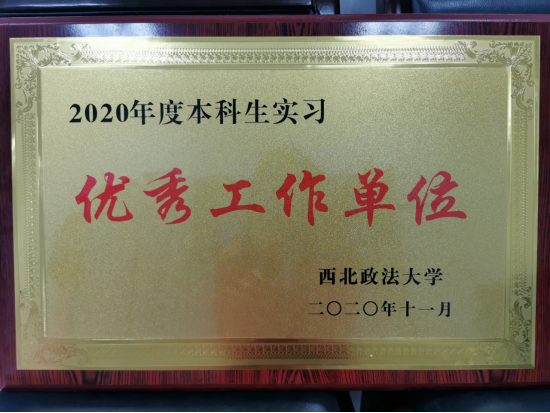 2020年度本科生实习
优秀工作单位
西北政法大学
二〇二〇年十一月